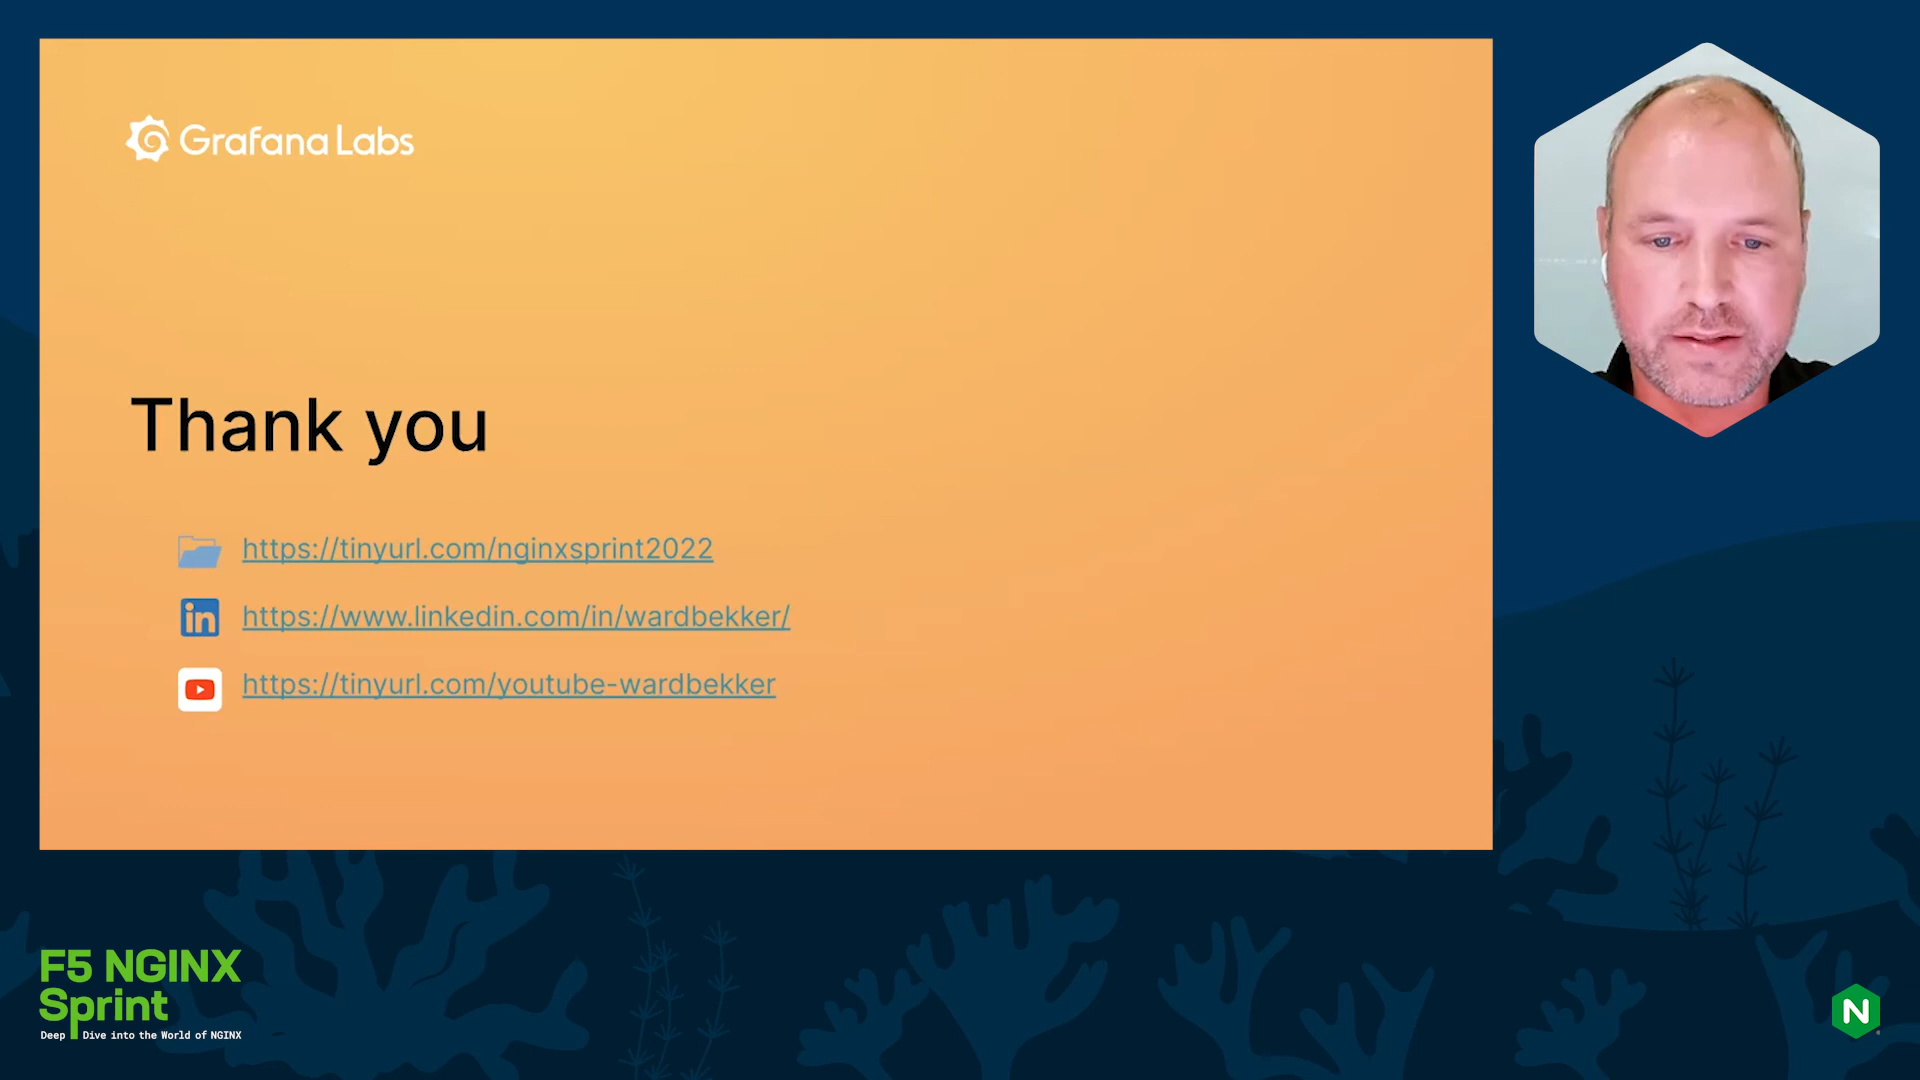 Grafana Labs
Thank you
https://tinyurl.com/nginxsprint2022
in https://www.linkedin.com/in/wardbekker/
https://tinyurl.com/youtube-wardbekker
F5 NGINX
Sprint
Deep Dive into the World of NGINX
N